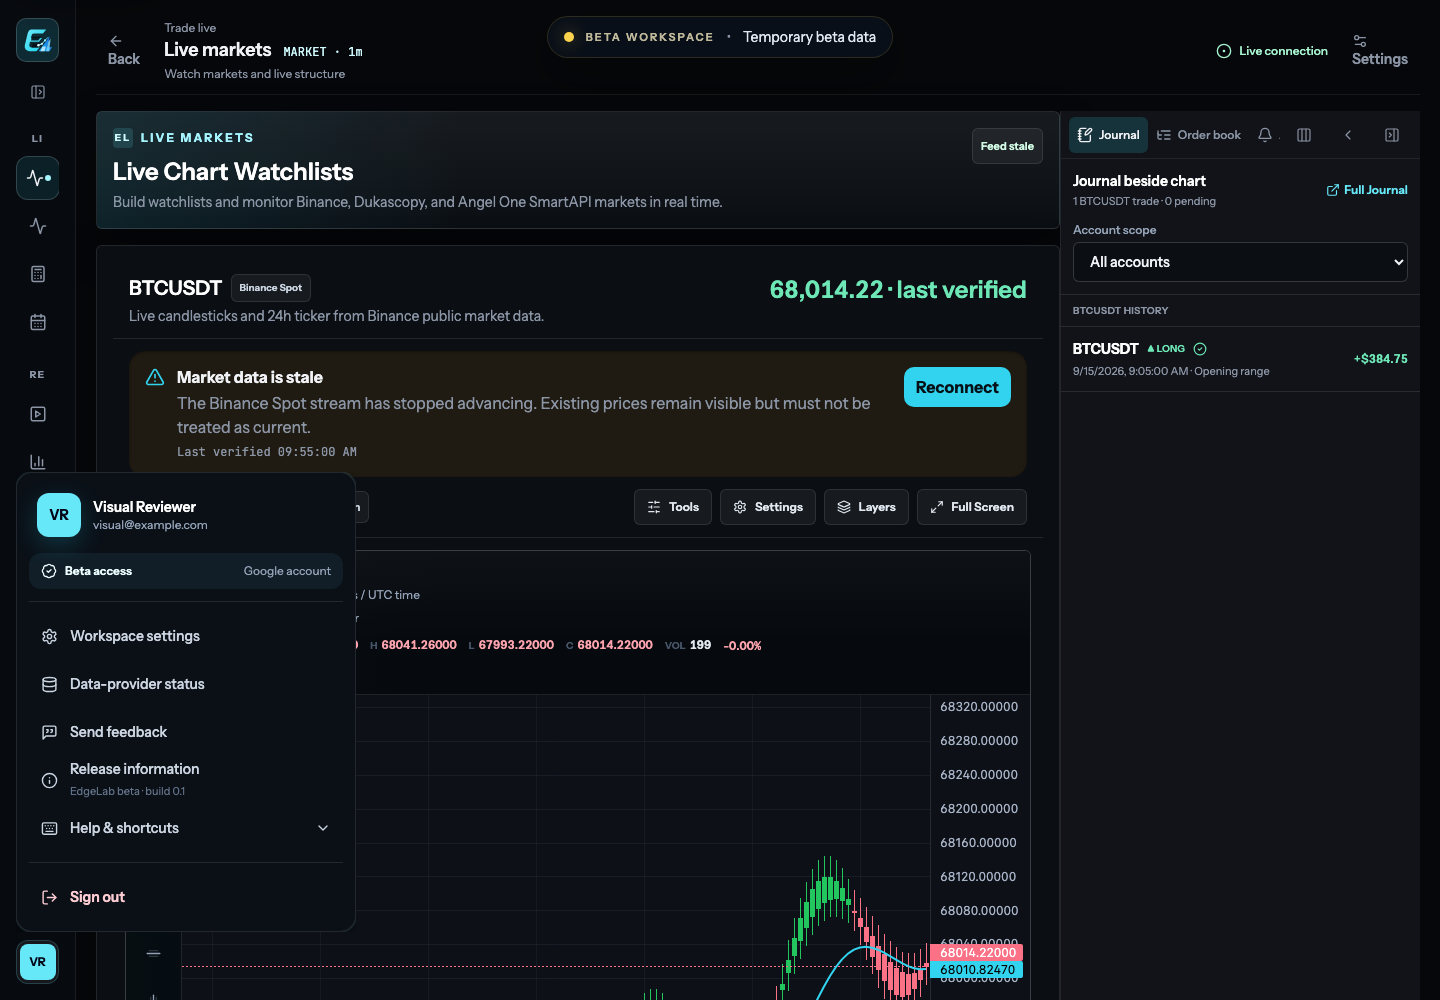 Back
Trade live
Live markets MARKET · 1m
Watch markets and live structure
BETA WORKSPACE · Temporary beta data
Live connection
Settings
LI
RE
EL LIVE MARKETS
Live Chart Watchlists
Build watchlists and monitor Binance, Dukascopy, and Angel One SmartAPI markets in real time.
Feed stale
BTCUSDT Binance Spot
68,014.22 · last verified
Live candlesticks and 24h ticker from Binance public market data.
Market data is stale
The Binance Spot stream has stopped advancing. Existing prices remain visible but must not be
treated as current.
Last verified 09:55:00 AM
Reconnect
Tools
Settings
Layers
Full Screen
/ UTC time
H 68041.26000 L 67993.22000 C 68014.22000 VOL 199 -0.00%
68320.00000
68280.00000
68240.00000
68200.00000
68160.00000
68120.00000
68080.00000
68014.22000
68010.82470
Journal
Order book
Journal beside chart
1 BTCUSDT trade · 0 pending
Full Journal
Account scope
All accounts
BTCUSDT HISTORY
BTCUSDT LONG
9/15/2026, 9:05:00 AM · Opening range
+$384.75
VR
Visual Reviewer
visual@example.com
Beta access
Google account
Workspace settings
Data-provider status
Send feedback
Release information
EdgeLab beta · build 0.1
Help & shortcuts
Sign out
VR